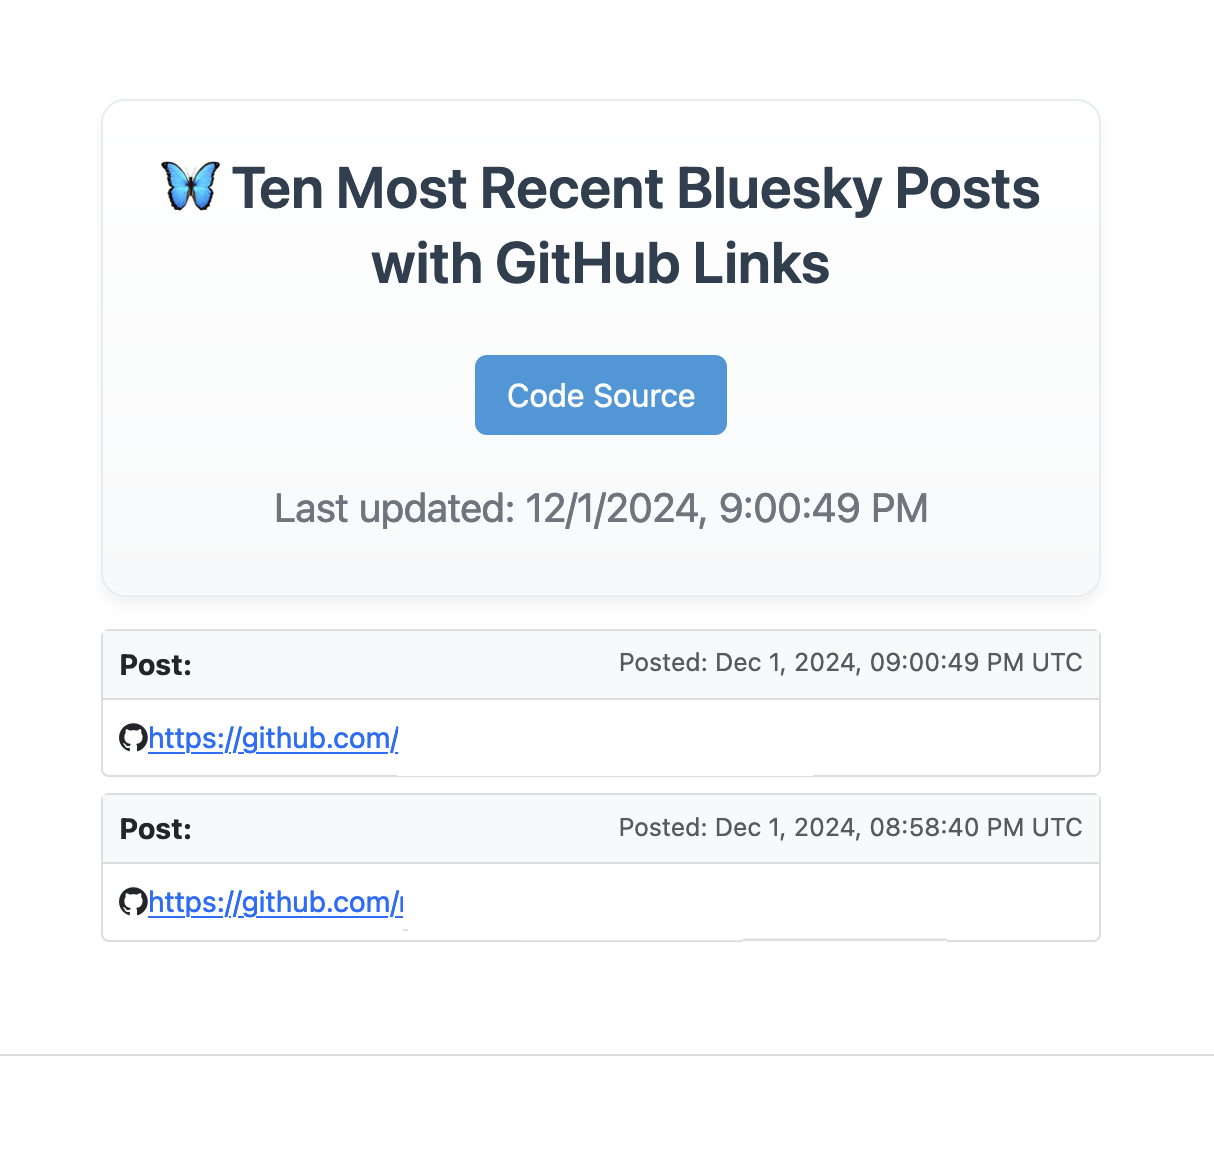 🦋 Ten Most Recent Bluesky Posts
with GitHub Links
Code Source
Last updated: 12/1/2024, 9:00:49 PM
Post:
Posted: Dec 1, 2024, 09:00:49 PM UTC
https://github.com/
Post:
Posted: Dec 1, 2024, 08:58:40 PM UTC
https://github.com/